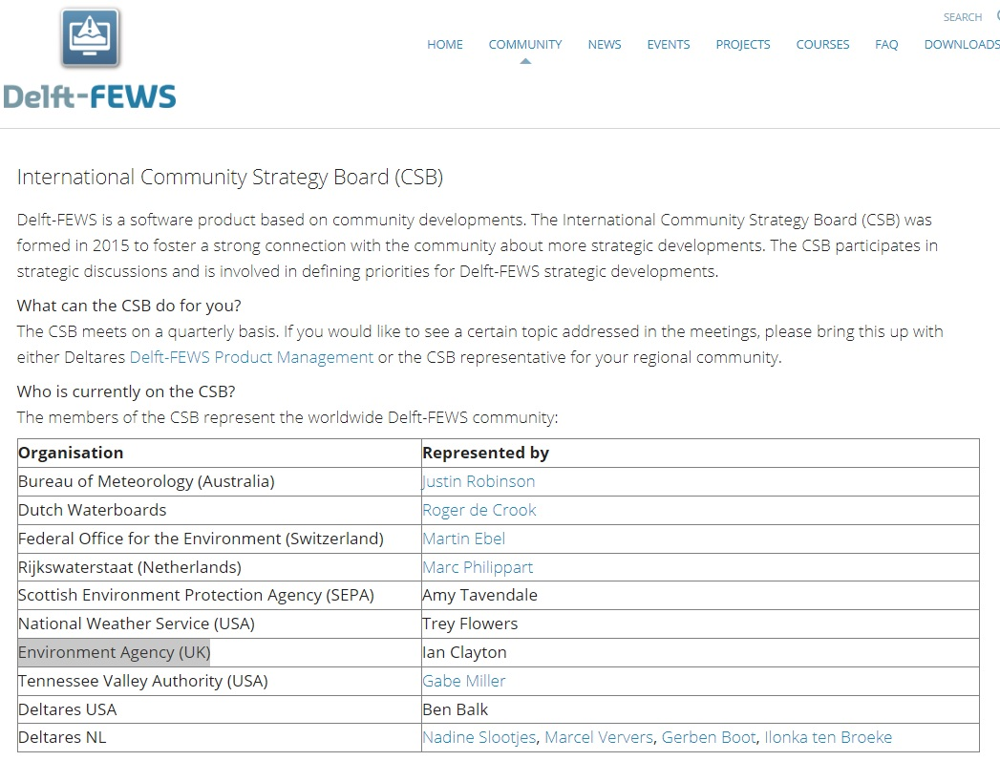 SEARCH
HOME COMMUNITY NEWS EVENTS PROJECTS COURSES FAQ DOWNLOADS
Delft-FEWS
International Community Strategy Board (CSB)
Delft-FEWS is a software product based on community developments. The International Community Strategy Board (CSB) was
formed in 2015 to foster a strong connection with the community about more strategic developments. The CSB participates in
strategic discussions and is involved in defining priorities for Delft-FEWS strategic developments.
What can the CSB do for you?
The CSB meets on a quarterly basis. If you would like to see a certain topic addressed in the meetings, please bring this up with
either Deltares Delft-FEWS Product Management or the CSB representative for your regional community.
Who is currently on the CSB?
The members of the CSB represent the worldwide Delft-FEWS community:
Organisation Represented by
Bureau of Meteorology (Australia) Justin Robinson
Dutch Waterboards Roger de Crook
Federal Office for the Environment (Switzerland) Martin Ebel
Rijkswaterstaat (Netherlands) Marc Philippart
Scottish Environment Protection Agency (SEPA) Amy Tavendale
National Weather Service (USA) Trey Flowers
Environment Agency (UK) Ian Clayton
Tennessee Valley Authority (USA) Gabe Miller
Deltares USA Ben Balk
Deltares NL Nadine Slootjes, Marcel Ververs, Gerben Boot, Ilonka ten Broeke